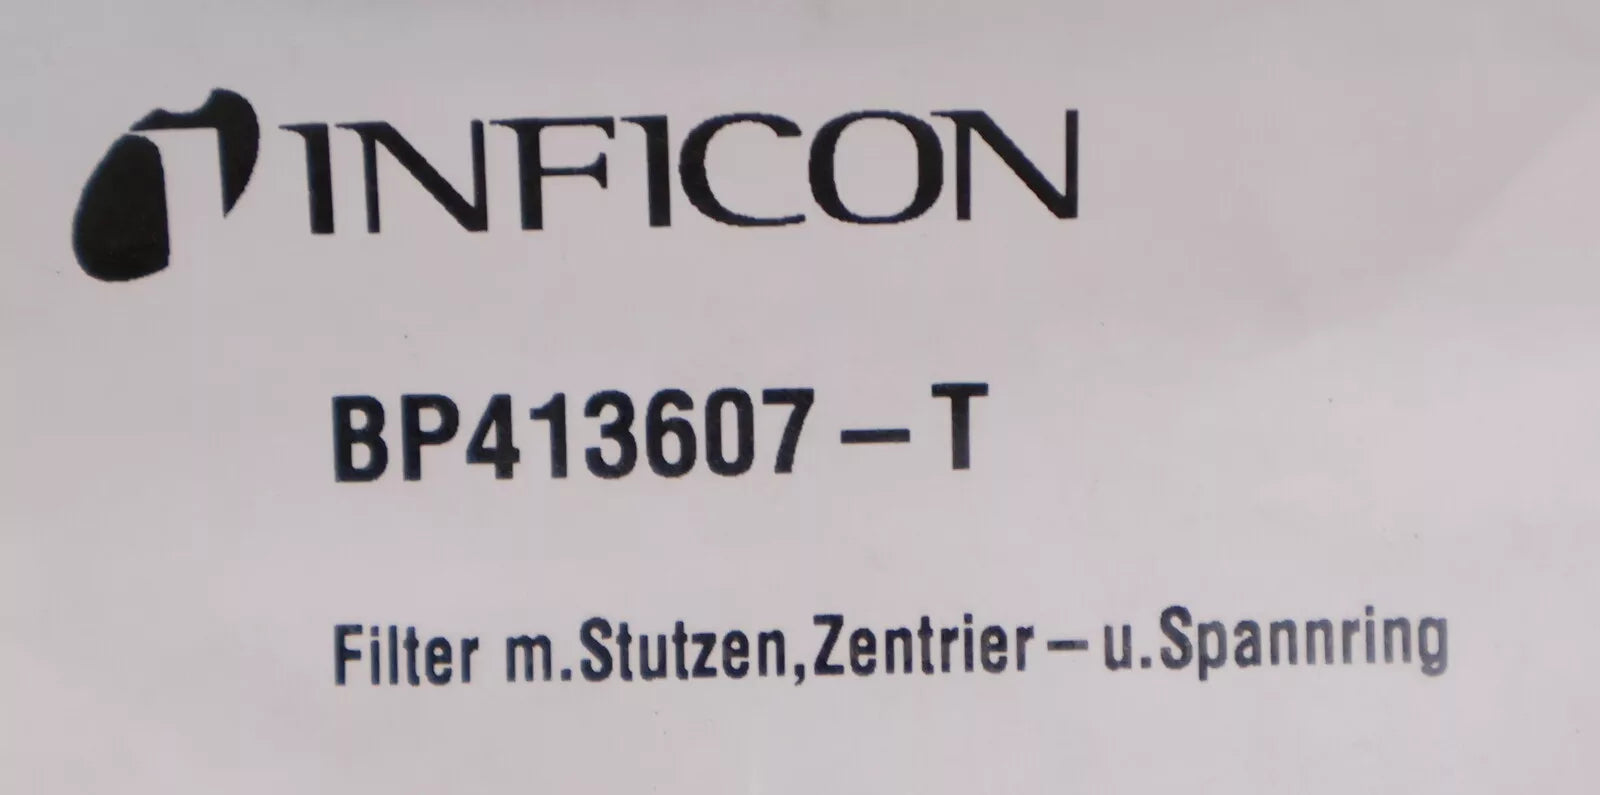 INFICON
BP413607-T
Filter m.Stutzen,Zentrier-u.Spannring